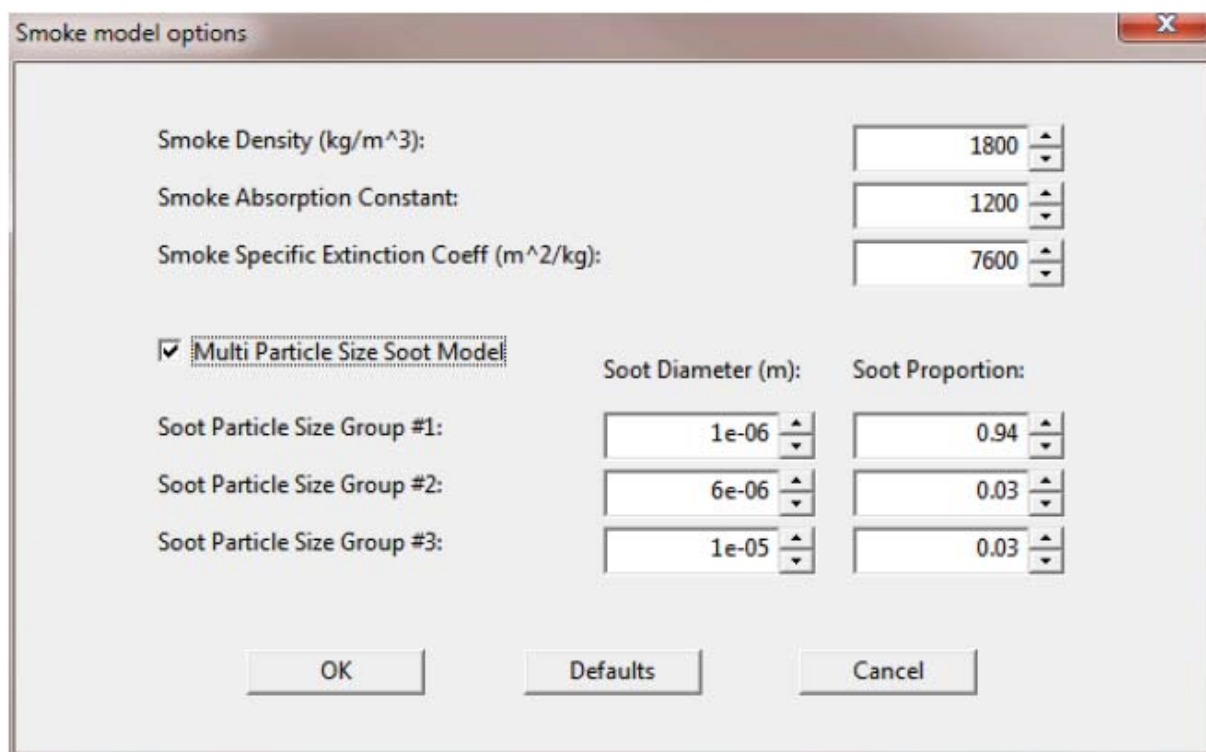 Smoke model options
X
Smoke Density (kg/m^3): 1800
Smoke Absorption Constant: 1200
Smoke Specific Extinction Coeff (m^2/kg): 7600
Multi Particle Size Soot Model
Soot Diameter (m): Soot Proportion:
Soot Particle Size Group #1: 1e-06 0.94
Soot Particle Size Group #2: 6e-06 0.03
Soot Particle Size Group #3: 1e-05 0.03
OK Defaults Cancel